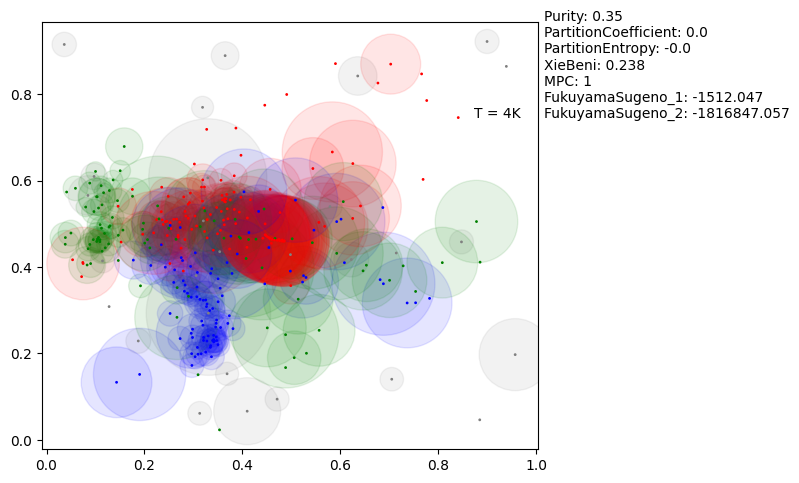 Purity: 0.35
PartitionCoefficient: 0.0
PartitionEntropy: -0.0
XieBeni: 0.238
MPC: 1
FukuyamaSugeno_1: -1512.047
FukuyamaSugeno_2: -1816847.057
T = 4K
0.8
0.6
0.4
0.2
0.0
0.0 0.2 0.4 0.6 0.8 1.0